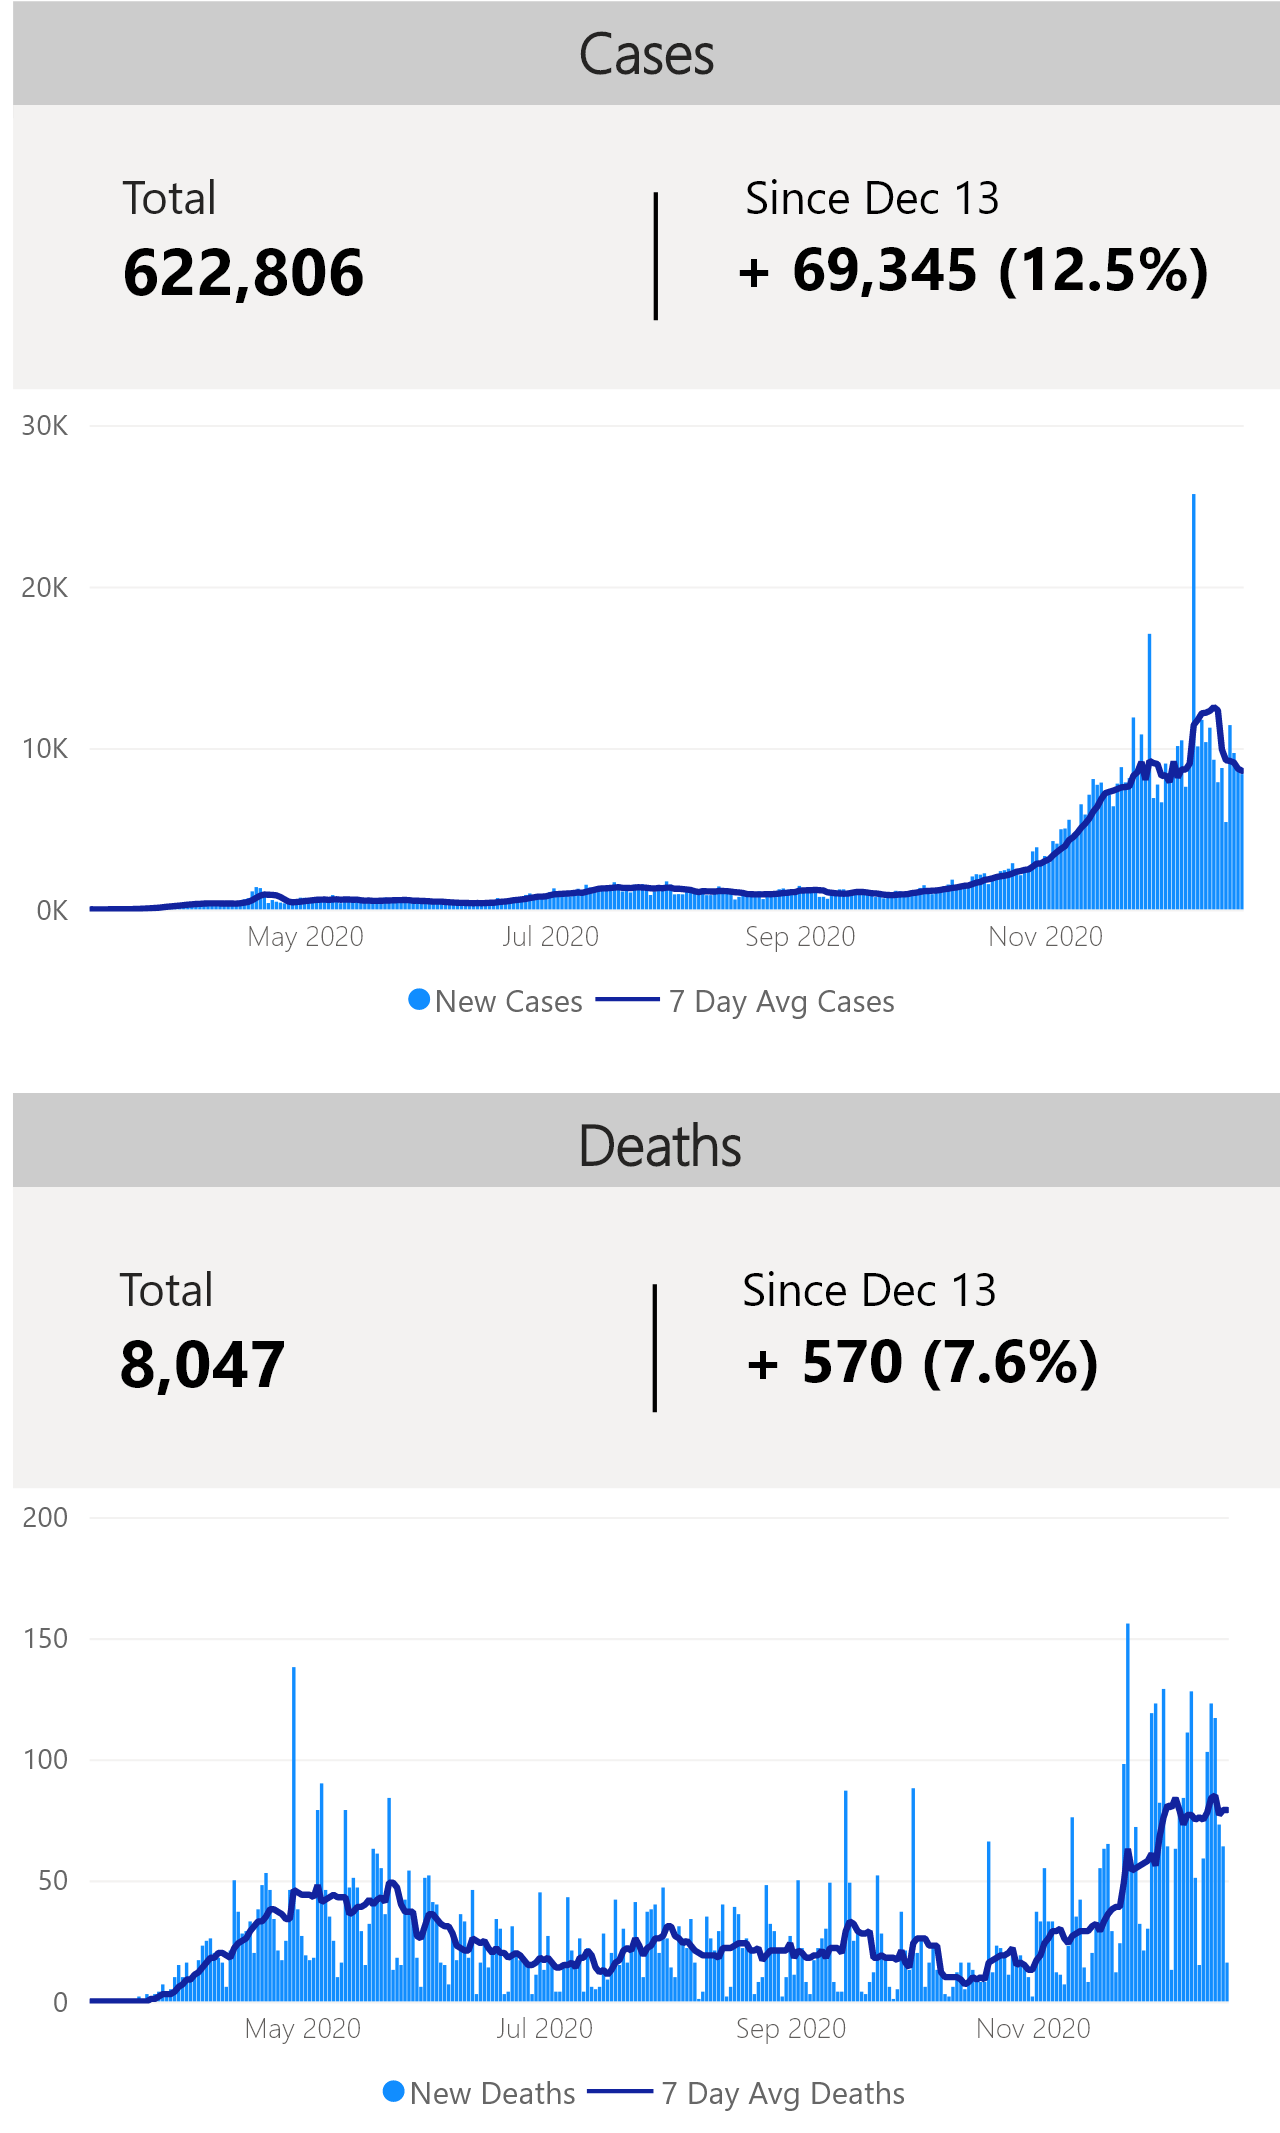 Cases
Total
622,806
Since Dec 13
+ 69,345 (12.5%)
30K
20K
10K
0K
May 2020
Jul 2020
Sep 2020
Nov 2020
New Cases
7 Day Avg Cases
Deaths
Total
8,047
Since Dec 13
+ 570 (7.6%)
200
150
100
50
0
May 2020
Jul 2020
Sep 2020
Nov 2020
New Deaths
7 Day Avg Deaths